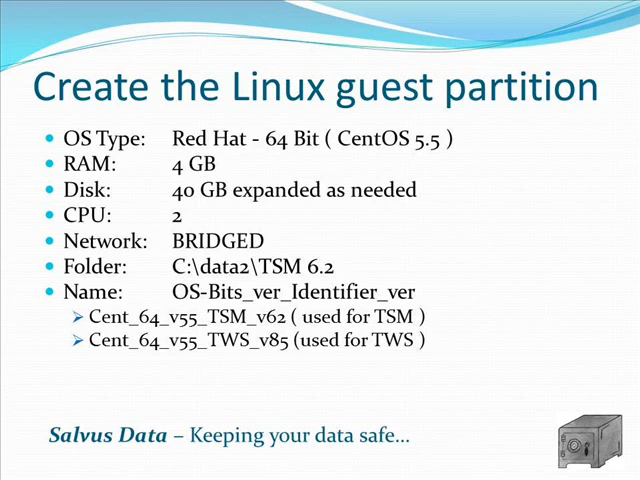 Create the Linux guest partition
OS Type: Red Hat - 64 Bit ( CentOS 5.5 )
RAM: 4 GB
Disk: 40 GB expanded as needed
CPU: 2
Network: BRIDGED
Folder: C:\data2\TSM 6.2
Name: OS-Bits_ver_Identifier_ver
Cent_64_v55_TSM_v62 ( used for TSM )
Cent_64_v55_TWS_v85 (used for TWS )
Salvus Data – Keeping your data safe…